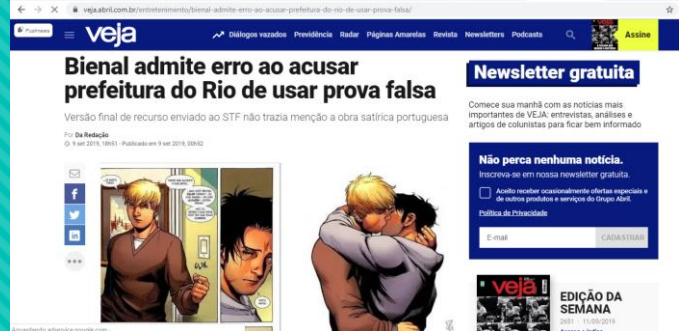 veja.abril.com.br/entretenimento/bienal-admite-erro-ao-acusar-prefeitura-do-rio-de-usar-prova-falsa/
veja
Diálogos vazados Previdência Radar Páginas Amarelas Revista Newsletters Podcasts
Assine
Bienal admite erro ao acusar
prefeitura do Rio de usar prova falsa
Versão final de recurso enviado ao STF não trazia menção a obra satírica portuguesa
Por Da Redação
9 set 2019, 18h51 - Publicado em 9 set 2019, 00h52
Newsletter gratuita
Comece sua manhã com as notícias mais
importantes de VEJA: entrevistas, análises e
artigos de colunistas para ficar bem informado
Não perca nenhuma notícia.
Inscreva-se em nossa newsletter gratuita.
Aceito receber ocasionalmente ofertas especiais e
de outros produtos e serviços do Grupo Abril.
Política de Privacidade
E-mail
CADASTRAR
veja
EDIÇÃO DA
SEMANA
2651 - 11/09/2019